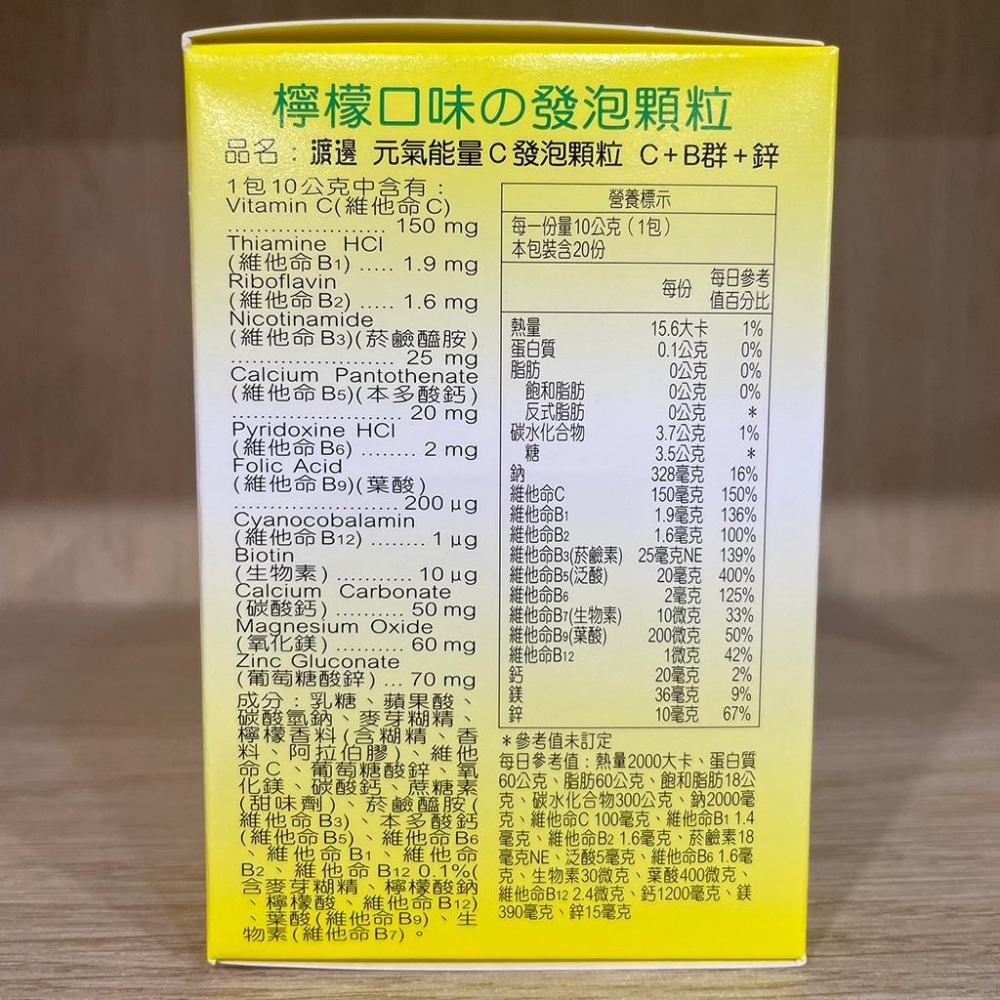 檸檬口味の發泡顆粒
品名：渡邊 元氣能量C發泡顆粒 C+B群+鋅
1包10公克中含有：
Vitamin C(維他命C)
...................... 150 mg
Thiamine HCl
(維他命B1) ..... 1.9 mg
Riboflavin
(維他命B2) ..... 1.6 mg
Nicotinamide
(維他命B3)(菸鹼醯胺)
....................... 25 mg
Calcium Pantothenate
(維他命B5)(本多酸鈣)
....................... 20 mg
Pyridoxine HCl
(維他命B6) ........ 2 mg
Folic Acid
(維他命B9)(葉酸)
...................... 200 μg
Cyanocobalamin
(維他命B12) ........ 1 μg
Biotin
(生物素) ........... 10 μg
Calcium Carbonate
(碳酸鈣) .......... 50 mg
Magnesium Oxide
(氧化鎂) .......... 60 mg
Zinc Gluconate
(葡萄糖酸鋅) ... 70 mg
成分：乳糖、蘋果酸、
碳酸氫鈉、麥芽糊精、
檸檬香料(含糊精、香
料、阿拉伯膠)、維他
命C、葡萄糖酸鋅、氧
化鎂、碳酸鈣、蔗糖素
(甜味劑)、菸鹼醯胺(
維他命B3)、本多酸鈣
(維他命B5)、維他命B6
、維他命B1、維他命
B2、維他命B12 0.1%(
含麥芽糊精、檸檬酸鈉
、檸檬酸、維他命B12)
、葉酸(維他命B9)、生
物素(維他命B7)。
營養標示
每一份量10公克（1包）
本包裝含20份
每份 每日參考值百分比
熱量 15.6大卡 1%
蛋白質 0.1公克 0%
脂肪 0公克 0%
飽和脂肪 0公克 0%
反式脂肪 0公克 *
碳水化合物 3.7公克 1%
糖 3.5公克 *
鈉 328毫克 16%
維他命C 150毫克 150%
維他命B1 1.9毫克 136%
維他命B2 1.6毫克 100%
維他命B3(菸鹼素) 25毫克NE 139%
維他命B5(泛酸) 20毫克 400%
維他命B6 2毫克 125%
維他命B7(生物素) 10微克 33%
維他命B9(葉酸) 200微克 50%
維他命B12 1微克 42%
鈣 20毫克 2%
鎂 36毫克 9%
鋅 10毫克 67%
*參考值未訂定
每日參考值：熱量2000大卡、蛋白質
60公克、脂肪60公克、飽和脂肪18公
克、碳水化合物300公克、鈉2000毫
克、維他命C 100毫克、維他命B1 1.4
毫克、維他命B2 1.6毫克、菸鹼素18
毫克NE、泛酸5毫克、維他命B6 1.6毫
克、生物素30微克、葉酸400微克、
維他命B12 2.4微克、鈣1200毫克、鎂
390毫克、鋅15毫克